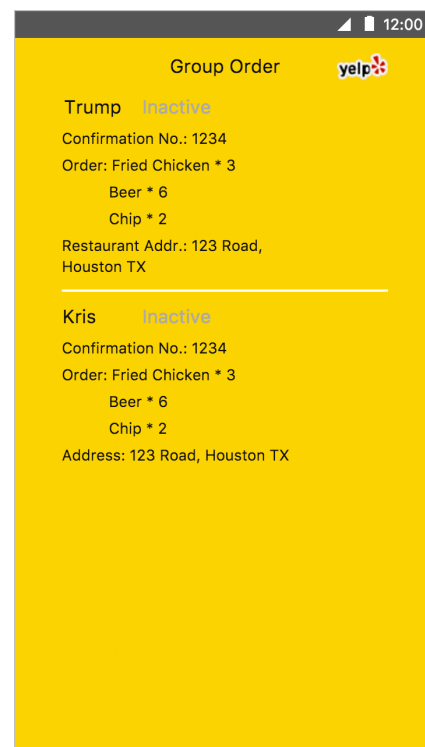 12:00
Group Order
yelp
Trump Inactive
Confirmation No.: 1234
Order: Fried Chicken * 3
Beer * 6
Chip * 2
Restaurant Addr.: 123 Road,
Houston TX
Kris Inactive
Confirmation No.: 1234
Order: Fried Chicken * 3
Beer * 6
Chip * 2
Address: 123 Road, Houston TX